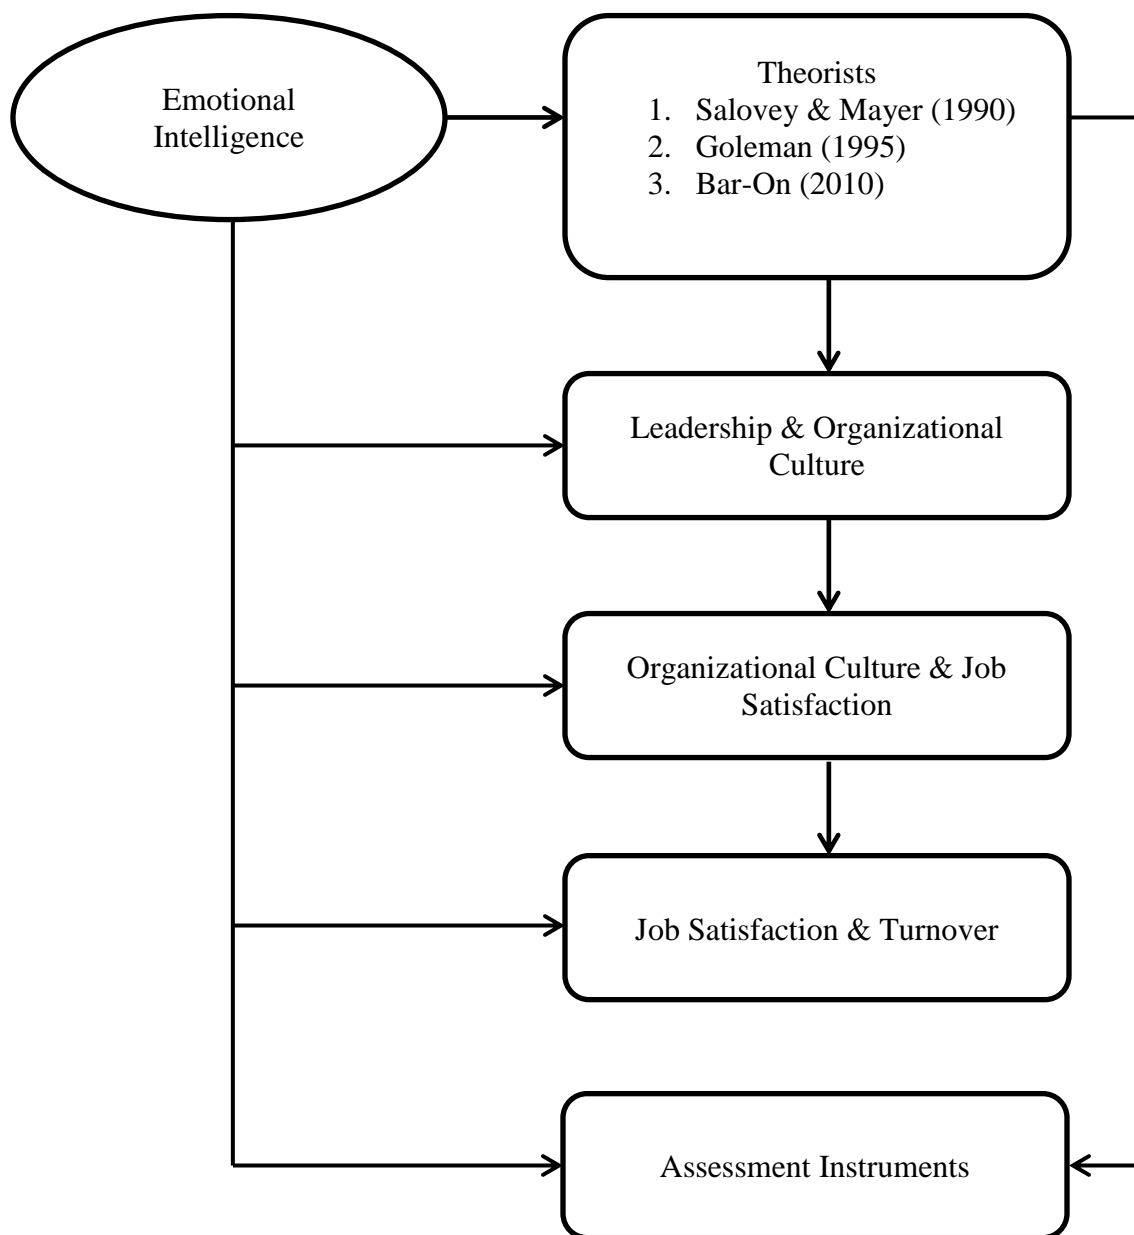 Emotional
Intelligence
Theorists
1. Salovey & Mayer (1990)
2. Goleman (1995)
3. Bar-On (2010)
Leadership & Organizational
Culture
Organizational Culture & Job
Satisfaction
Job Satisfaction & Turnover
Assessment Instruments